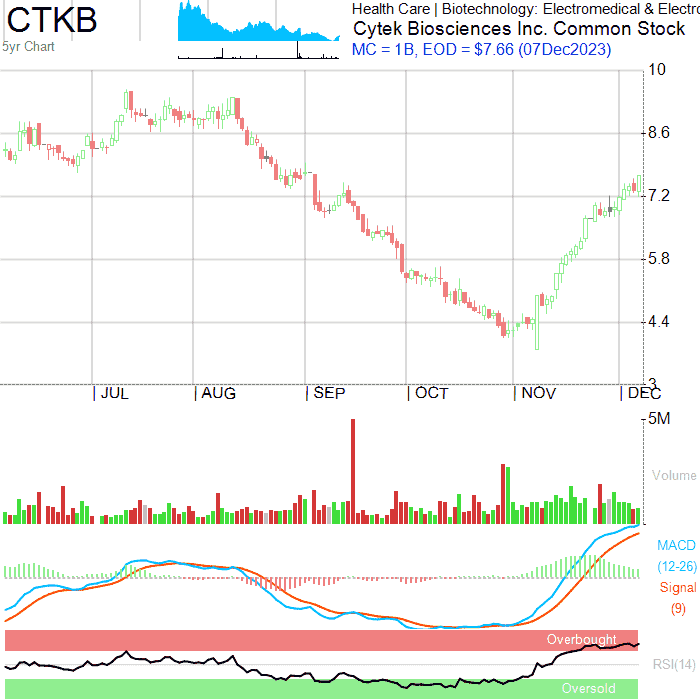 CTKB
5yr Chart
Health Care | Biotechnology: Electromedical & Electro
Cytek Biosciences Inc. Common Stock
MC = 1B, EOD = $7.66 (07Dec2023)
10
8.6
7.2
5.8
4.4
3
JUL AUG SEP OCT NOV DEC
5M
Volume
MACD
(12-26)
Signal
(9)
Overbought
RSI(14)
Oversold